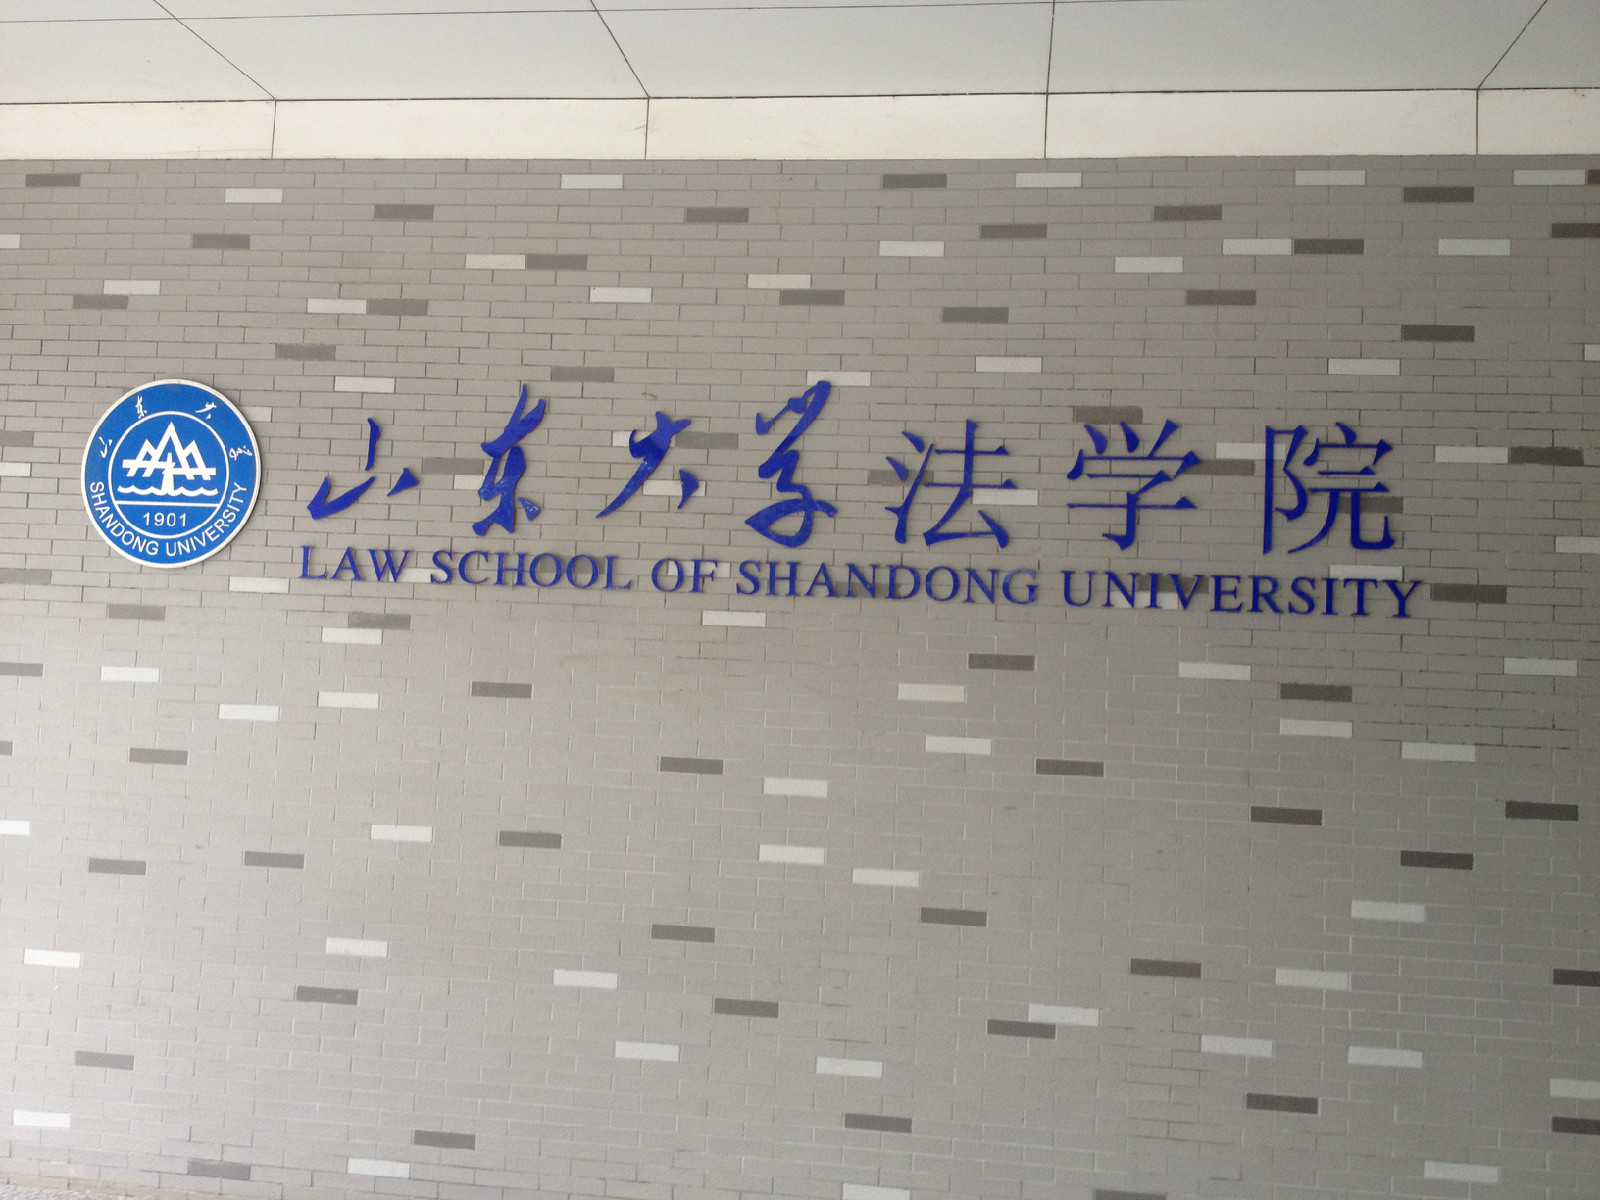 山东大学法学院
LAW SCHOOL OF SHANDONG UNIVERSITY
山东大学
1901
SHANDONG UNIVERSITY